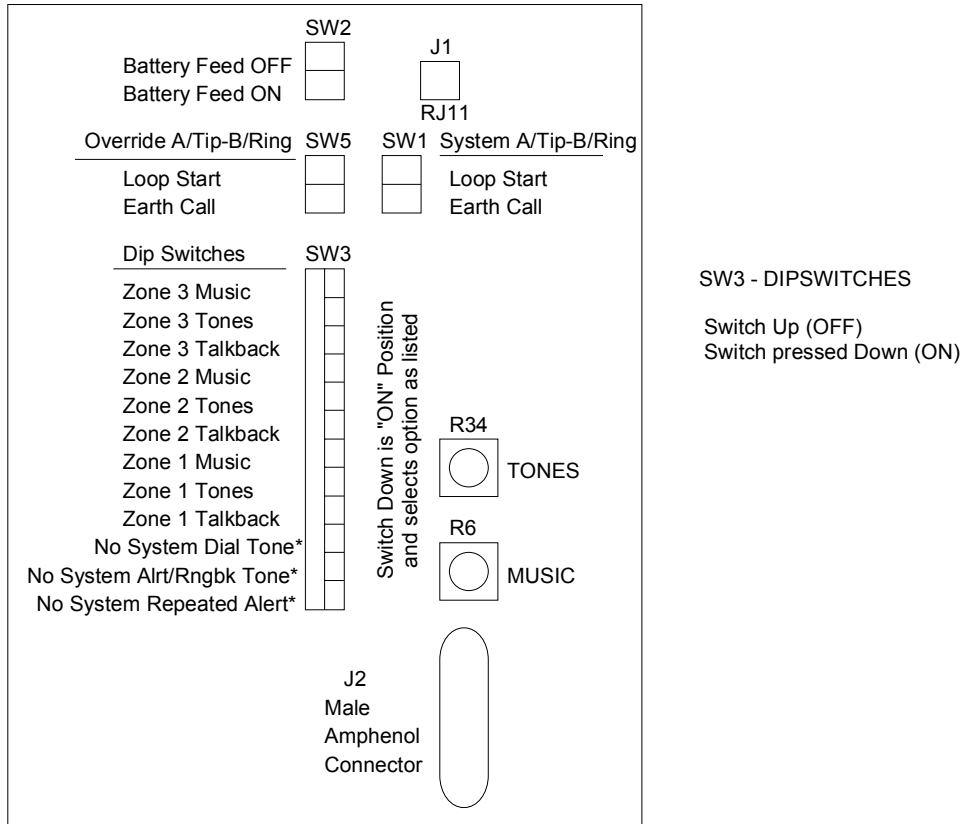 SW2
Battery Feed OFF
Battery Feed ON
J1
RJ11
Override A/Tip-B/Ring
SW5
SW1
System A/Tip-B/Ring
Loop Start
Earth Call
Loop Start
Earth Call
Dip Switches
SW3
Zone 3 Music
Zone 3 Tones
Zone 3 Talkback
Zone 2 Music
Zone 2 Tones
Zone 2 Talkback
Zone 1 Music
Zone 1 Tones
Zone 1 Talkback
No System Dial Tone*
No System Alrt/Rngbk Tone*
No System Repeated Alert*
Switch Down is "ON" Position
and selects option as listed
R34
TONES
R6
MUSIC
J2
Male
Amphenol
Connector
SW3 - DIPSWITCHES
Switch Up (OFF)
Switch pressed Down (ON)